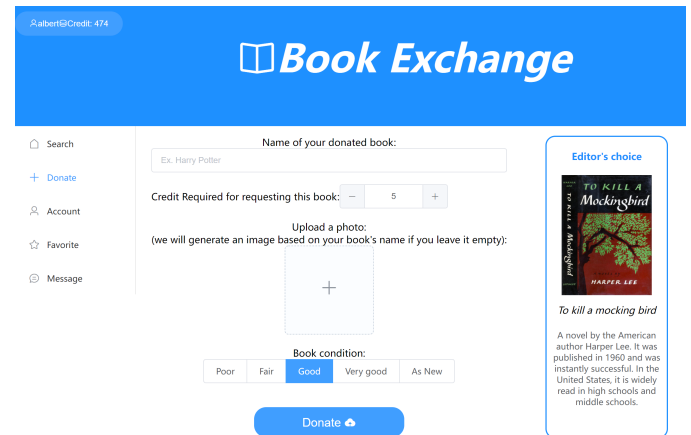 albert Credit: 474
Book Exchange
Search
Donate
Account
Favorite
Message
Name of your donated book:
Ex. Harry Potter
Credit Required for requesting this book: − 5 +
Upload a photo:
(we will generate an image based on your book's name if you leave it empty):
Book condition:
Poor Fair Good Very good As New
Donate
Editor's choice
TO KILL A Mockingbird
TO KILL A
Mockingbird
HARPER LEE
To kill a mocking bird
A novel by the American
author Harper Lee. It was
published in 1960 and was
instantly successful. In the
United States, it is widely
read in high schools and
middle schools.